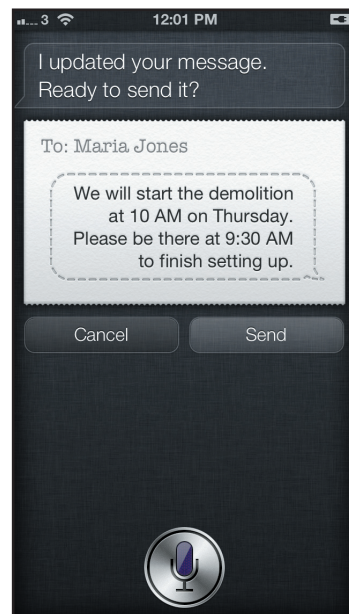 3 12:01 PM
I updated your message.
Ready to send it?
To: Maria Jones
We will start the demolition
at 10 AM on Thursday.
Please be there at 9:30 AM
to finish setting up.
Cancel Send